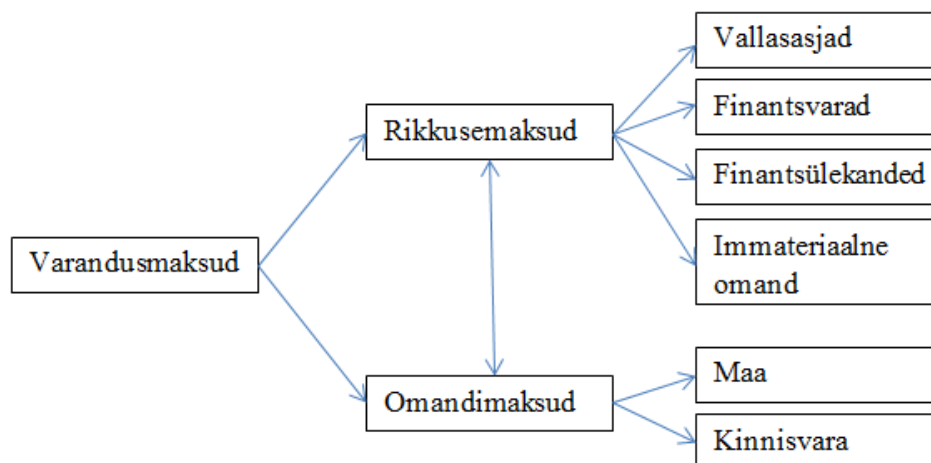 Varandusmaksud
Rikkusemaksud
Vallasasjad
Finantsvarad
Finantsülekanded
Immateriaalne
omand
Omandimaksud
Maa
Kinnisvara